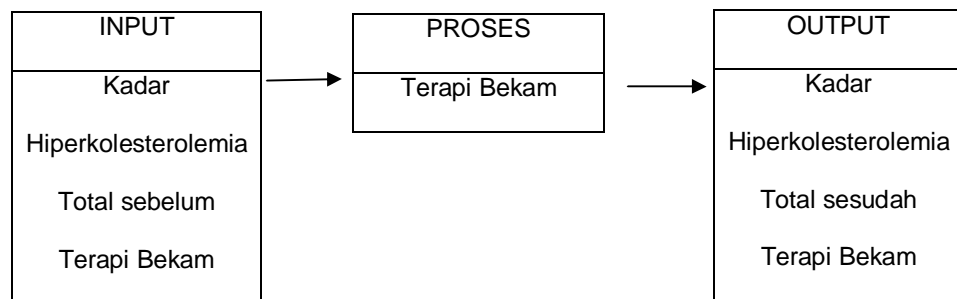 INPUT
Kadar
Hiperkolesterolemia
Total sebelum
Terapi Bekam
PROSES
Terapi Bekam
OUTPUT
Kadar
Hiperkolesterolemia
Total sesudah
Terapi Bekam